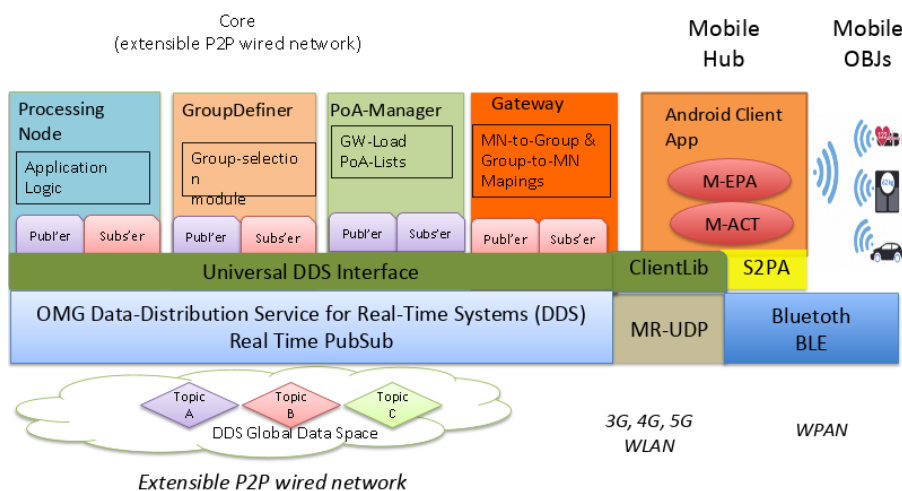 Core
(extensible P2P wired network)
Mobile
Hub
Mobile
OBJs
Processing
Node
Application
Logic
Publ'er
Subs'er
GroupDefiner
Group-selectio
n
module
Publ'er
Subs'er
PoA-Manager
GW-Load
PoA-Lists
Publ'er
Subs'er
Gateway
MN-to-Group &
Group-to-MN
Mapings
Publ'er
Subs'er
Android Client
App
M-EPA
M-ACT
Universal DDS Interface
ClientLib
S2PA
OMG Data-Distribution Service for Real-Time Systems (DDS)
Real Time PubSub
MR-UDP
Bluetoth
BLE
Topic
A
Topic
B
Topic
C
DDS Global Data Space
3G, 4G, 5G
WLAN
WPAN
Extensible P2P wired network